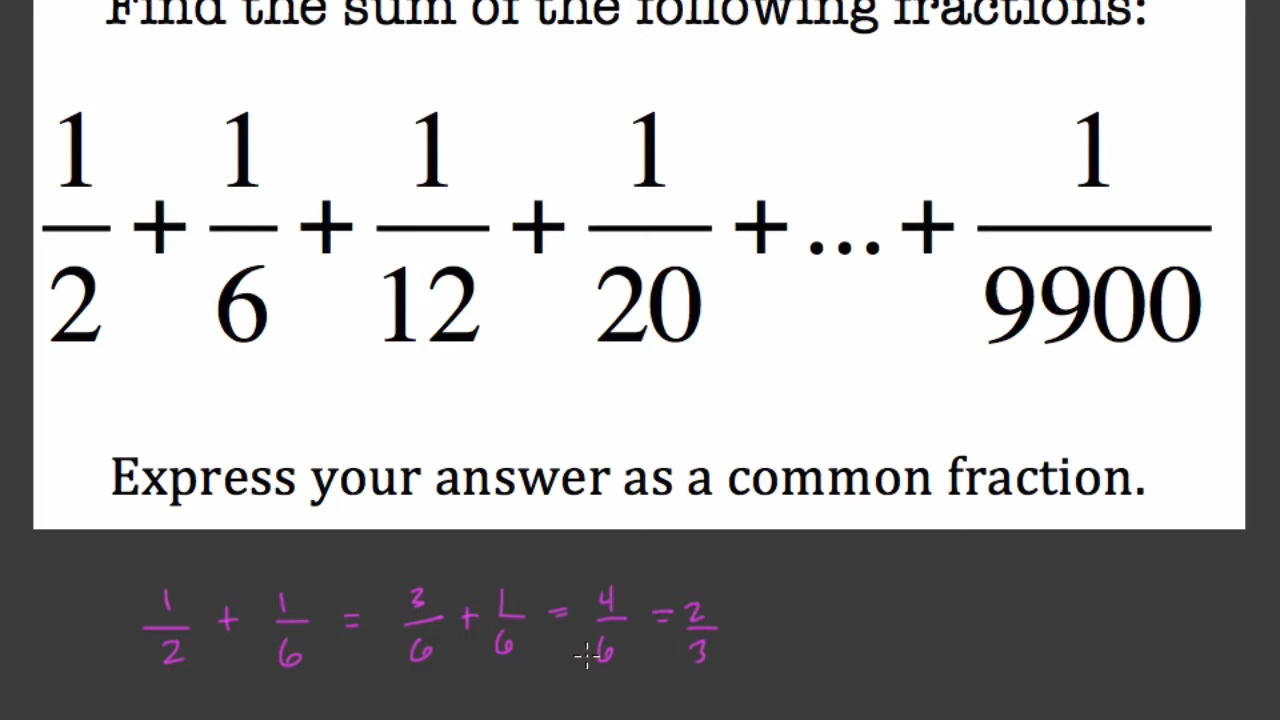 Find the sum of the following fractions:
1/2 + 1/6 + 1/12 + 1/20 + ... + 1/9900
Express your answer as a common fraction.
1/2 + 1/6 = 3/6 + 1/6 = 4/6 = 2/3